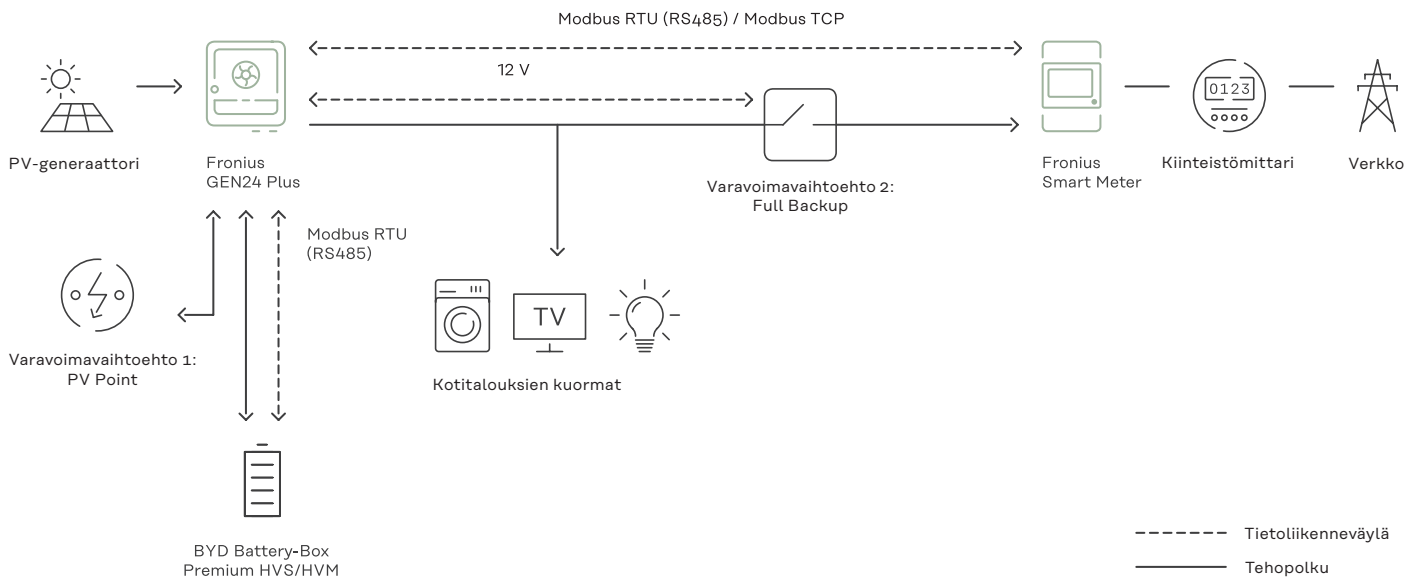 Modbus RTU (RS485) / Modbus TCP
12 V
0123
PV-generaattori
Fronius
GEN24 Plus
Varavoimavaihtoehto 2:
Full Backup
Fronius
Smart Meter
Kiinteistömittari
Verkko
Modbus RTU
(RS485)
TV
Varavoimavaihtoehto 1:
PV Point
Kotitalouksien kuormat
BYD Battery-Box
Premium HVS/HVM
Tietoliikenneväylä
Tehopolku